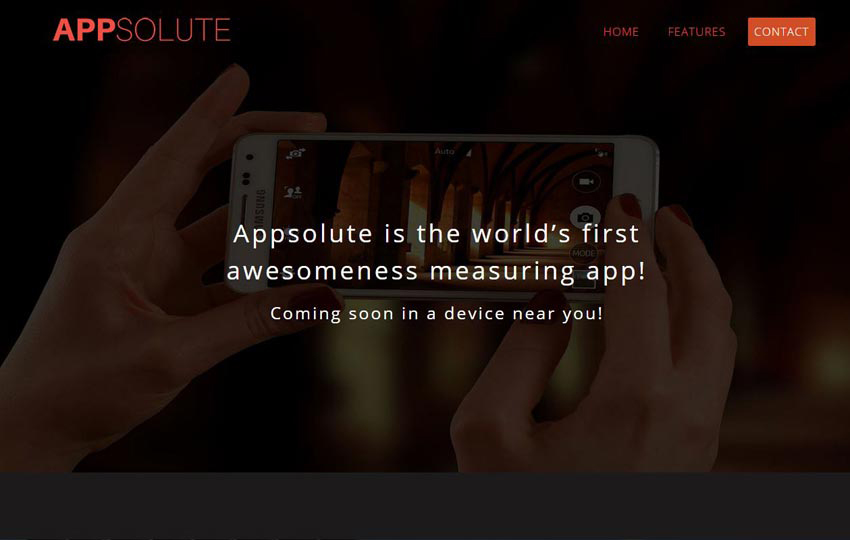 APPSOLUTE
HOME
FEATURES
CONTACT
Auto
SAMSUNG
OFF
MODE
Appsolute is the world’s first
awesomeness measuring app!
Coming soon in a device near you!